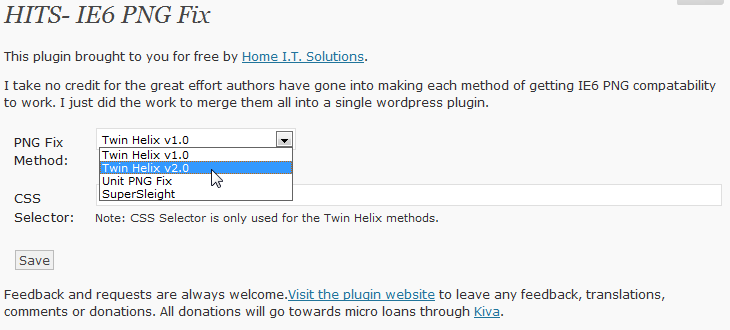 HITS- IE6 PNG Fix
This plugin brought to you for free by Home I.T. Solutions.
I take no credit for the great effort authors have gone into making each method of getting IE6 PNG compatability
to work. I just did the work to merge them all into a single wordpress plugin.
PNG Fix
Method:
Twin Helix v1.0
Twin Helix v1.0
Twin Helix v2.0
Unit PNG Fix
SuperSleight
CSS
Selector:
Note: CSS Selector is only used for the Twin Helix methods.
Save
Feedback and requests are always welcome.Visit the plugin website to leave any feedback, translations,
comments or donations. All donations will go towards micro loans through Kiva.